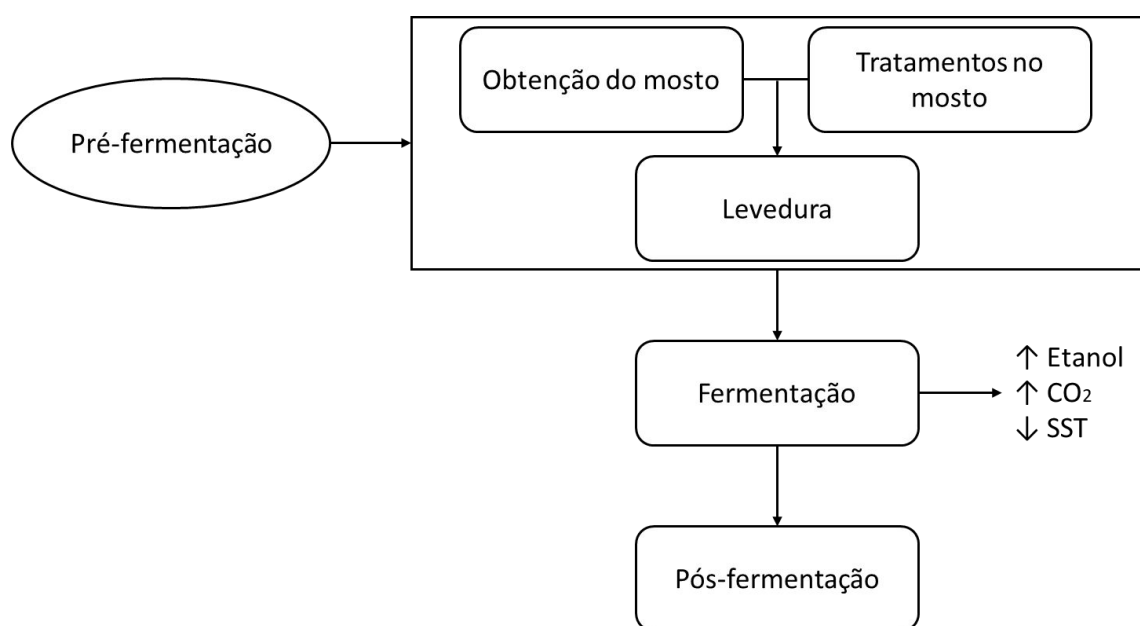 Pré-fermentação
Obtenção do mosto
Tratamentos no
mosto
Levedura
Fermentação
↑ Etanol
↑ CO2
↓ SST
Pós-fermentação